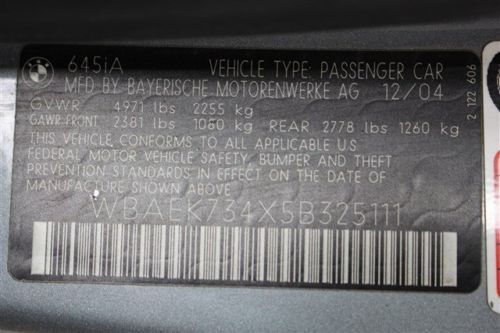 645iA VEHICLE TYPE: PASSENGER CAR
MFD BY BAYERISCHE MOTORENWERKE AG 12/04
GVWR 4971 lbs 2255 kg
GAWR FRONT 2381 lbs 1080 kg REAR 2778 lbs 1260 kg
THIS VEHICLE CONFORMS TO ALL APPLICABLE U.S.
FEDERAL MOTOR VEHICLE SAFETY, BUMPER AND THEFT
PREVENTION STANDARDS IN EFFECT ON THE DATE OF
MANUFACTURE SHOWN ABOVE.
WBAEK734X5B325111
2 122 606